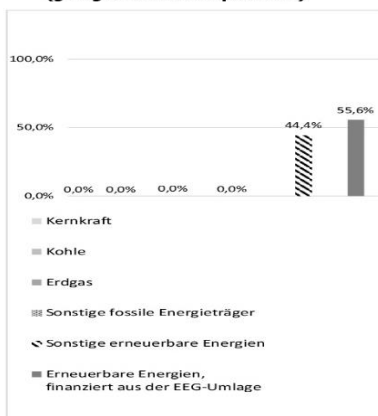 100,0%
55,6%
50,0%
44,4%
0,0% 0,0% 0,0% 0,0% 0,0%
Kernkraft
Kohle
Erdgas
Sonstige fossile Energieträger
Sonstige erneuerbare Energien
Erneuerbare Energien,
finanziert aus der EEG-Umlage